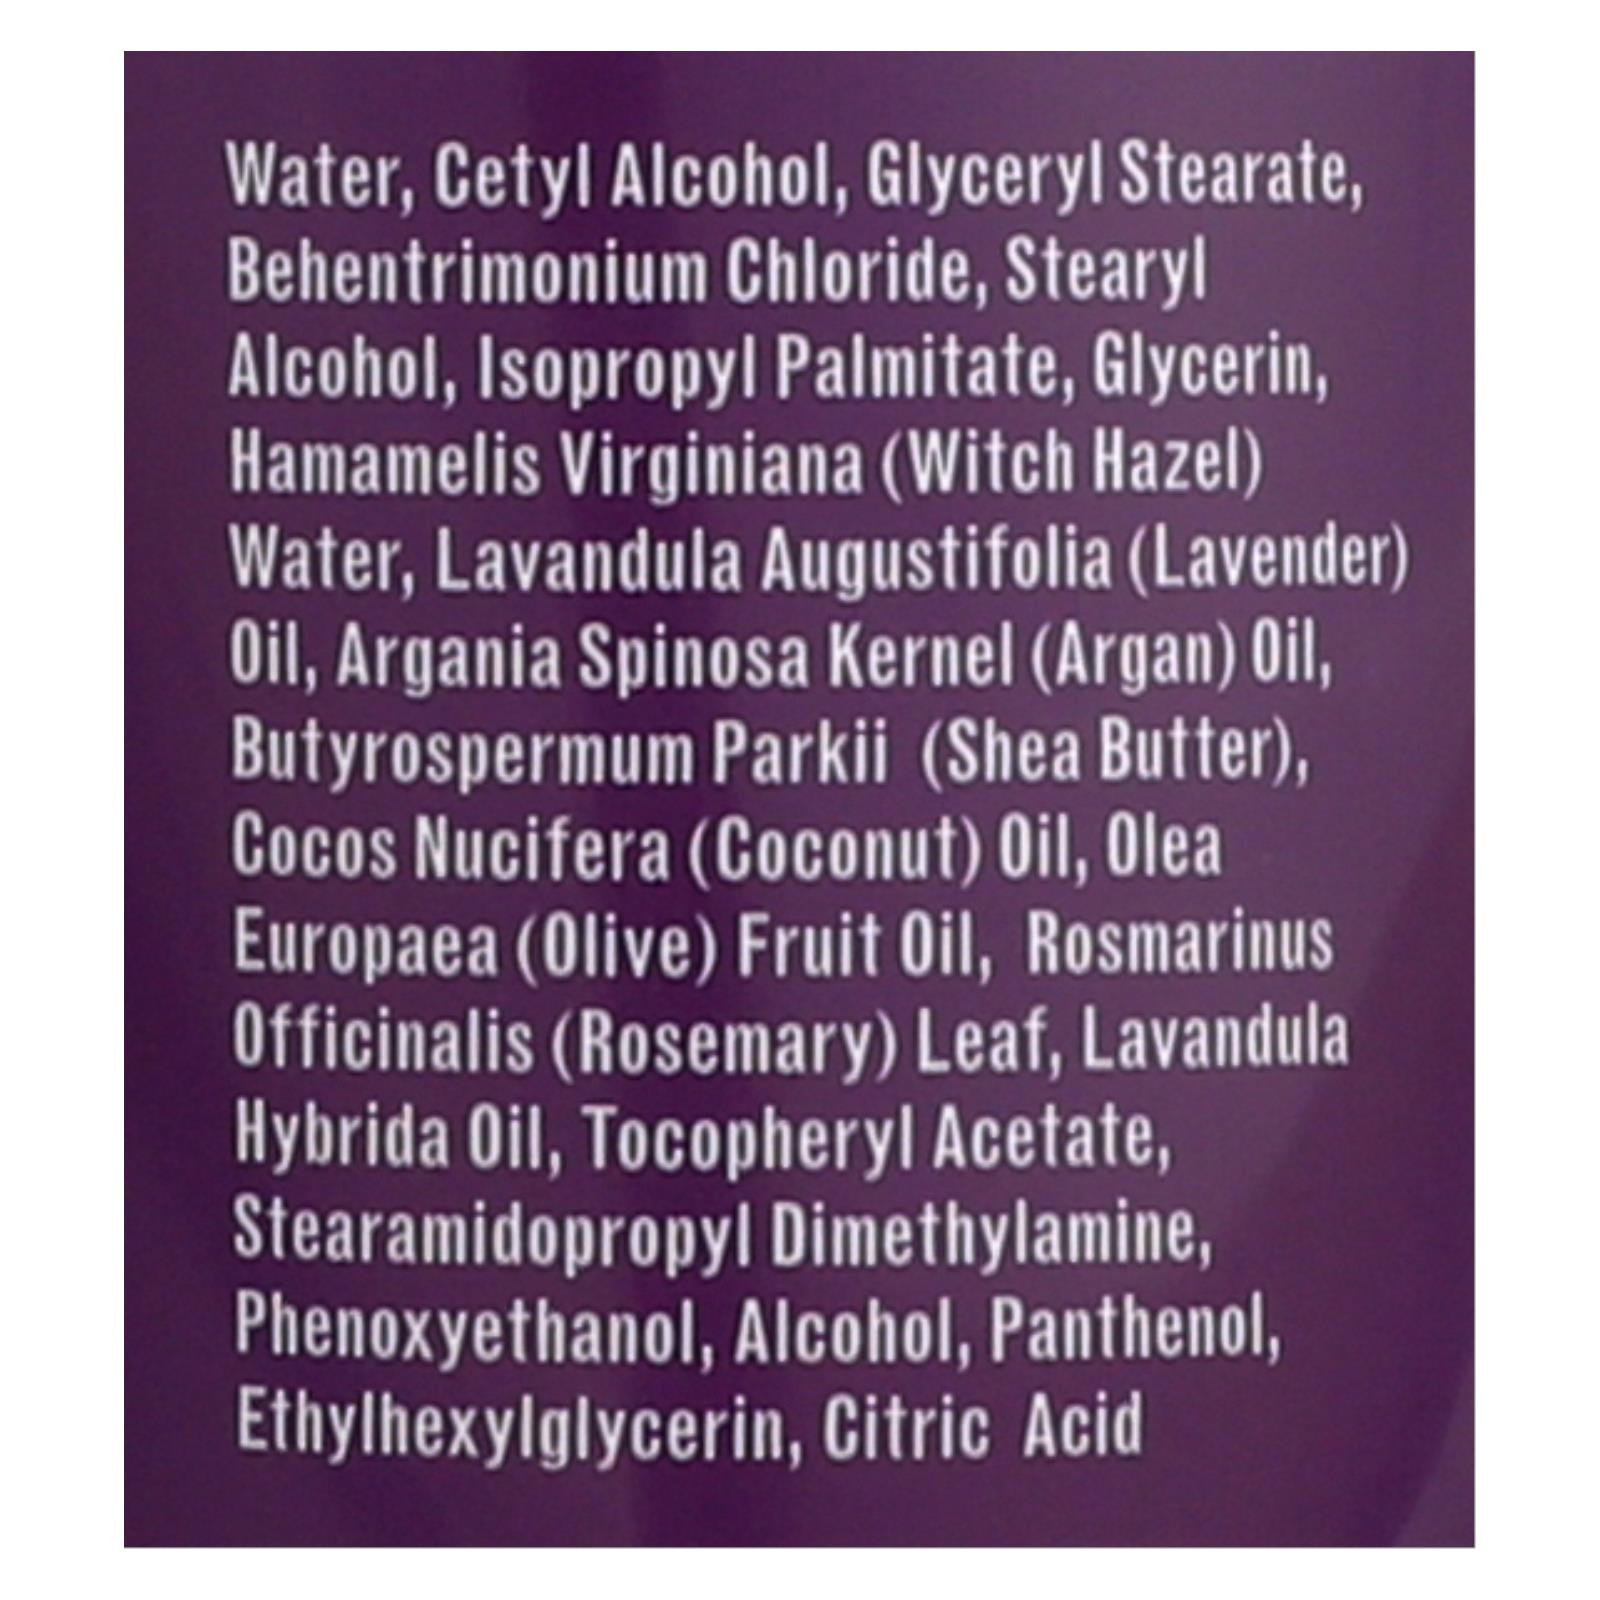 Water, Cetyl Alcohol, Glyceryl Stearate,
Behentrimonium Chloride, Stearyl
Alcohol, Isopropyl Palmitate, Glycerin,
Hamamelis Virginiana (Witch Hazel)
Water, Lavandula Augustifolia (Lavender)
Oil, Argania Spinosa Kernel (Argan) Oil,
Butyrospermum Parkii (Shea Butter),
Cocos Nucifera (Coconut) Oil, Olea
Europaea (Olive) Fruit Oil, Rosmarinus
Officinalis (Rosemary) Leaf, Lavandula
Hybrida Oil, Tocopheryl Acetate,
Stearamidopropyl Dimethylamine,
Phenoxyethanol, Alcohol, Panthenol,
Ethylhexylglycerin, Citric Acid